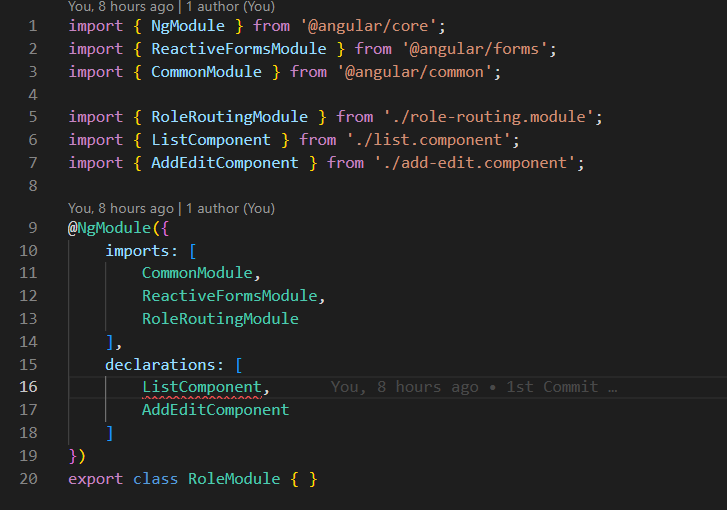 You, 8 hours ago | 1 author (You)
1 import { NgModule } from '@angular/core';
2 import { ReactiveFormsModule } from '@angular/forms';
3 import { CommonModule } from '@angular/common';
4
5 import { RoleRoutingModule } from './role-routing.module';
6 import { ListComponent } from './list.component';
7 import { AddEditComponent } from './add-edit.component';
8
You, 8 hours ago | 1 author (You)
9 @NgModule({
10     imports: [
11         CommonModule,
12         ReactiveFormsModule,
13         RoleRoutingModule
14     ],
15     declarations: [
16         ListComponent,     You, 8 hours ago • 1st Commit …
17         AddEditComponent
18     ]
19 })
20 export class RoleModule { }